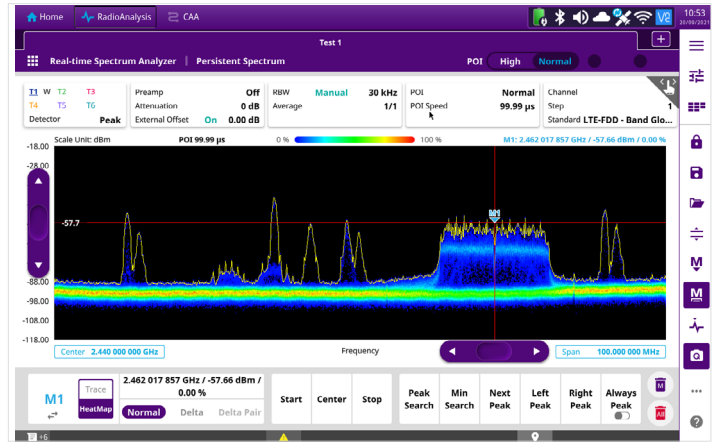 Home RadioAnalysis CAA V2 10:53
20/09/2021
Test 1 +
Real-time Spectrum Analyzer | Persistent Spectrum POI High Normal
T1 W T2 T3
T4 T5 T6
Detector Peak
Preamp Off
Attenuation 0 dB
External Offset On 0.00 dB
RBW Manual 30 kHz
Average 1/1
POI Normal
POI Speed 99.99 µs
Channel
Step 1
Standard LTE-FDD - Band Glo...
Scale Unit: dBm POI 99.99 µs 0 % 100 % M1: 2.462 017 857 GHz / -57.66 dBm / 0.00 %
-18.00
-28.00
M1
-57.7
-88.00
-98.00
-108.00
-118.00
Center 2.440 000 000 GHz Frequency Span 100.000 000 MHz
M1
Trace
HeatMap
2.462 017 857 GHz / -57.66 dBm /
0.00 %
Normal Delta Delta Pair
Start Center Stop
Peak Search
Min Search
Next Peak
Left Peak
Right Peak
Always Peak
M
All
+6
M
M
?